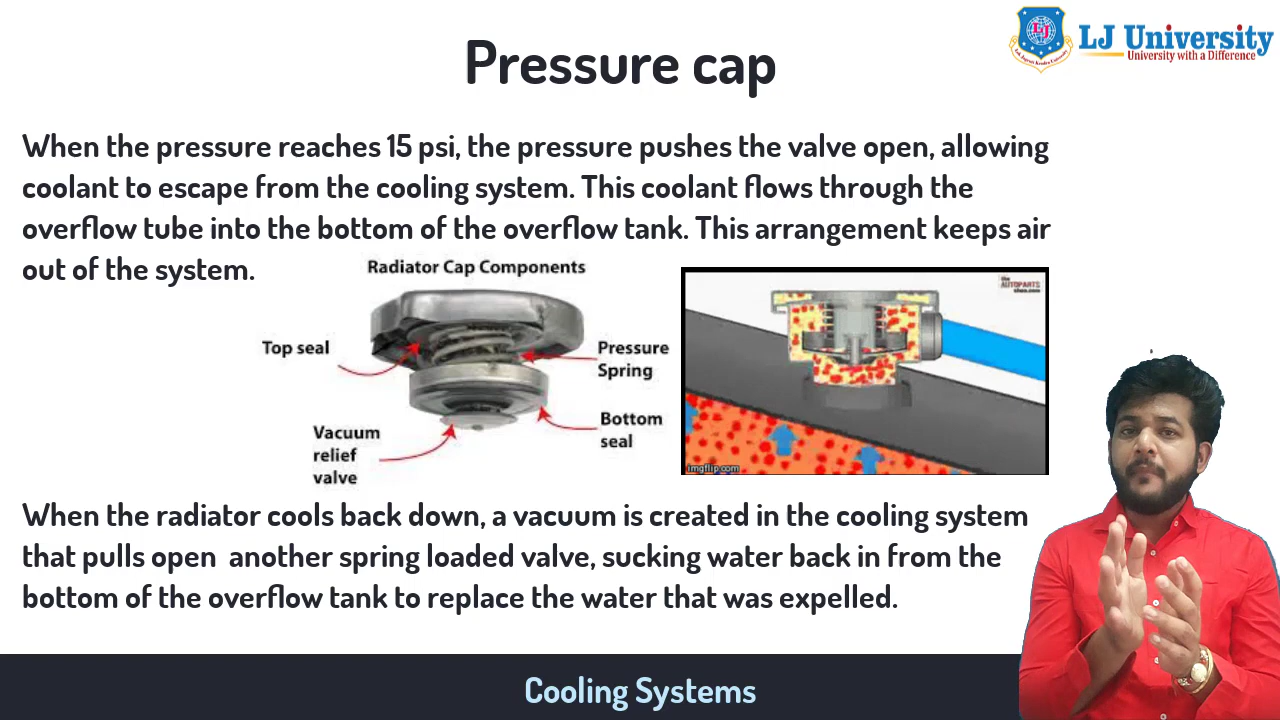 Pressure cap
LJ University
University with a Difference
When the pressure reaches 15 psi, the pressure pushes the valve open, allowing
coolant to escape from the cooling system. This coolant flows through the
overflow tube into the bottom of the overflow tank. This arrangement keeps air
out of the system.
Radiator Cap Components
Top seal
Pressure
Spring
Bottom
seal
Vacuum
relief
valve
the
AUTOPARTS
imgflip.com
When the radiator cools back down, a vacuum is created in the cooling system
that pulls open another spring loaded valve, sucking water back in from the
bottom of the overflow tank to replace the water that was expelled.
Cooling Systems